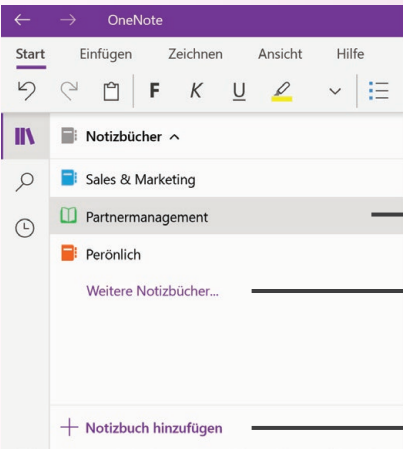 OneNote
Start Einfügen Zeichnen Ansicht Hilfe
F K U
Notizbücher
Sales & Marketing
Partnermanagement
Perönlich
Weitere Notizbücher...
Notizbuch hinzufügen